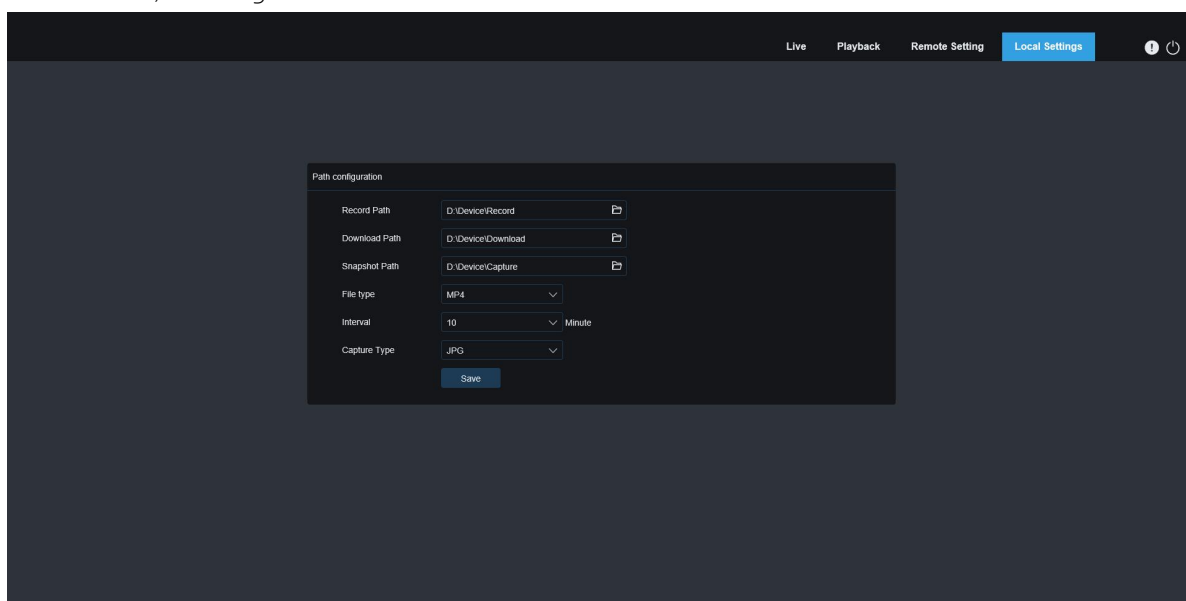 Live Playback Remote Setting Local Settings
Path configuration
Record Path D:\Device\Record
Download Path D:\Device\Download
Snapshot Path D:\Device\Capture
File type MP4
Interval 10 Minute
Capture Type JPG
Save